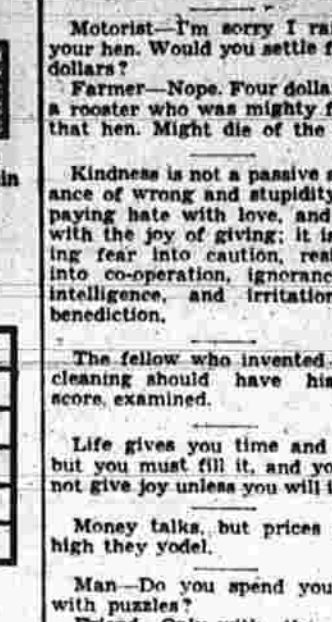 Motorist—I'm sorry I ra
your hen. Would you settle f
dollars?
Farmer—Nope. Four dolla
a rooster who was mighty f
that hen. Might die of the
in
Kindness is not a passive a
ance of wrong and stupidity
paying hate with love, and
with the joy of giving; it is
ing fear into caution, resi
into co-operation, ignoranc
intelligence, and irritation
benediction.
The fellow who invented
cleaning should have his
score, examined.
Life gives you time and
but you must fill it, and yo
not give joy unless you will i
Money talks, but prices
high they yodel.
Man—Do you spend you
with puzzles?